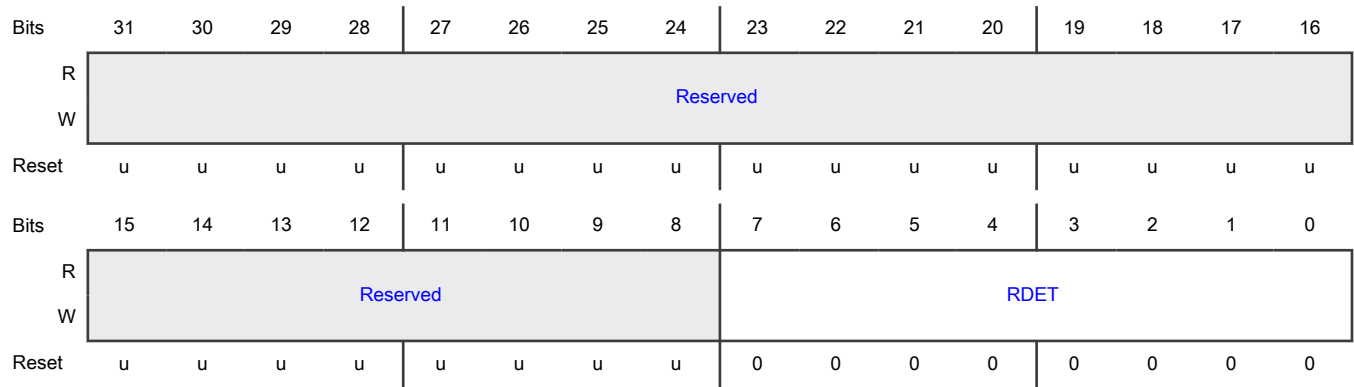 Bits 31 30 29 28 27 26 25 24 23 22 21 20 19 18 17 16
R
Reserved
W
Reset u u u u u u u u u u u u u u u u
Bits 15 14 13 12 11 10 9 8 7 6 5 4 3 2 1 0
R
Reserved RDET
W
Reset u u u u u u u u 0 0 0 0 0 0 0 0